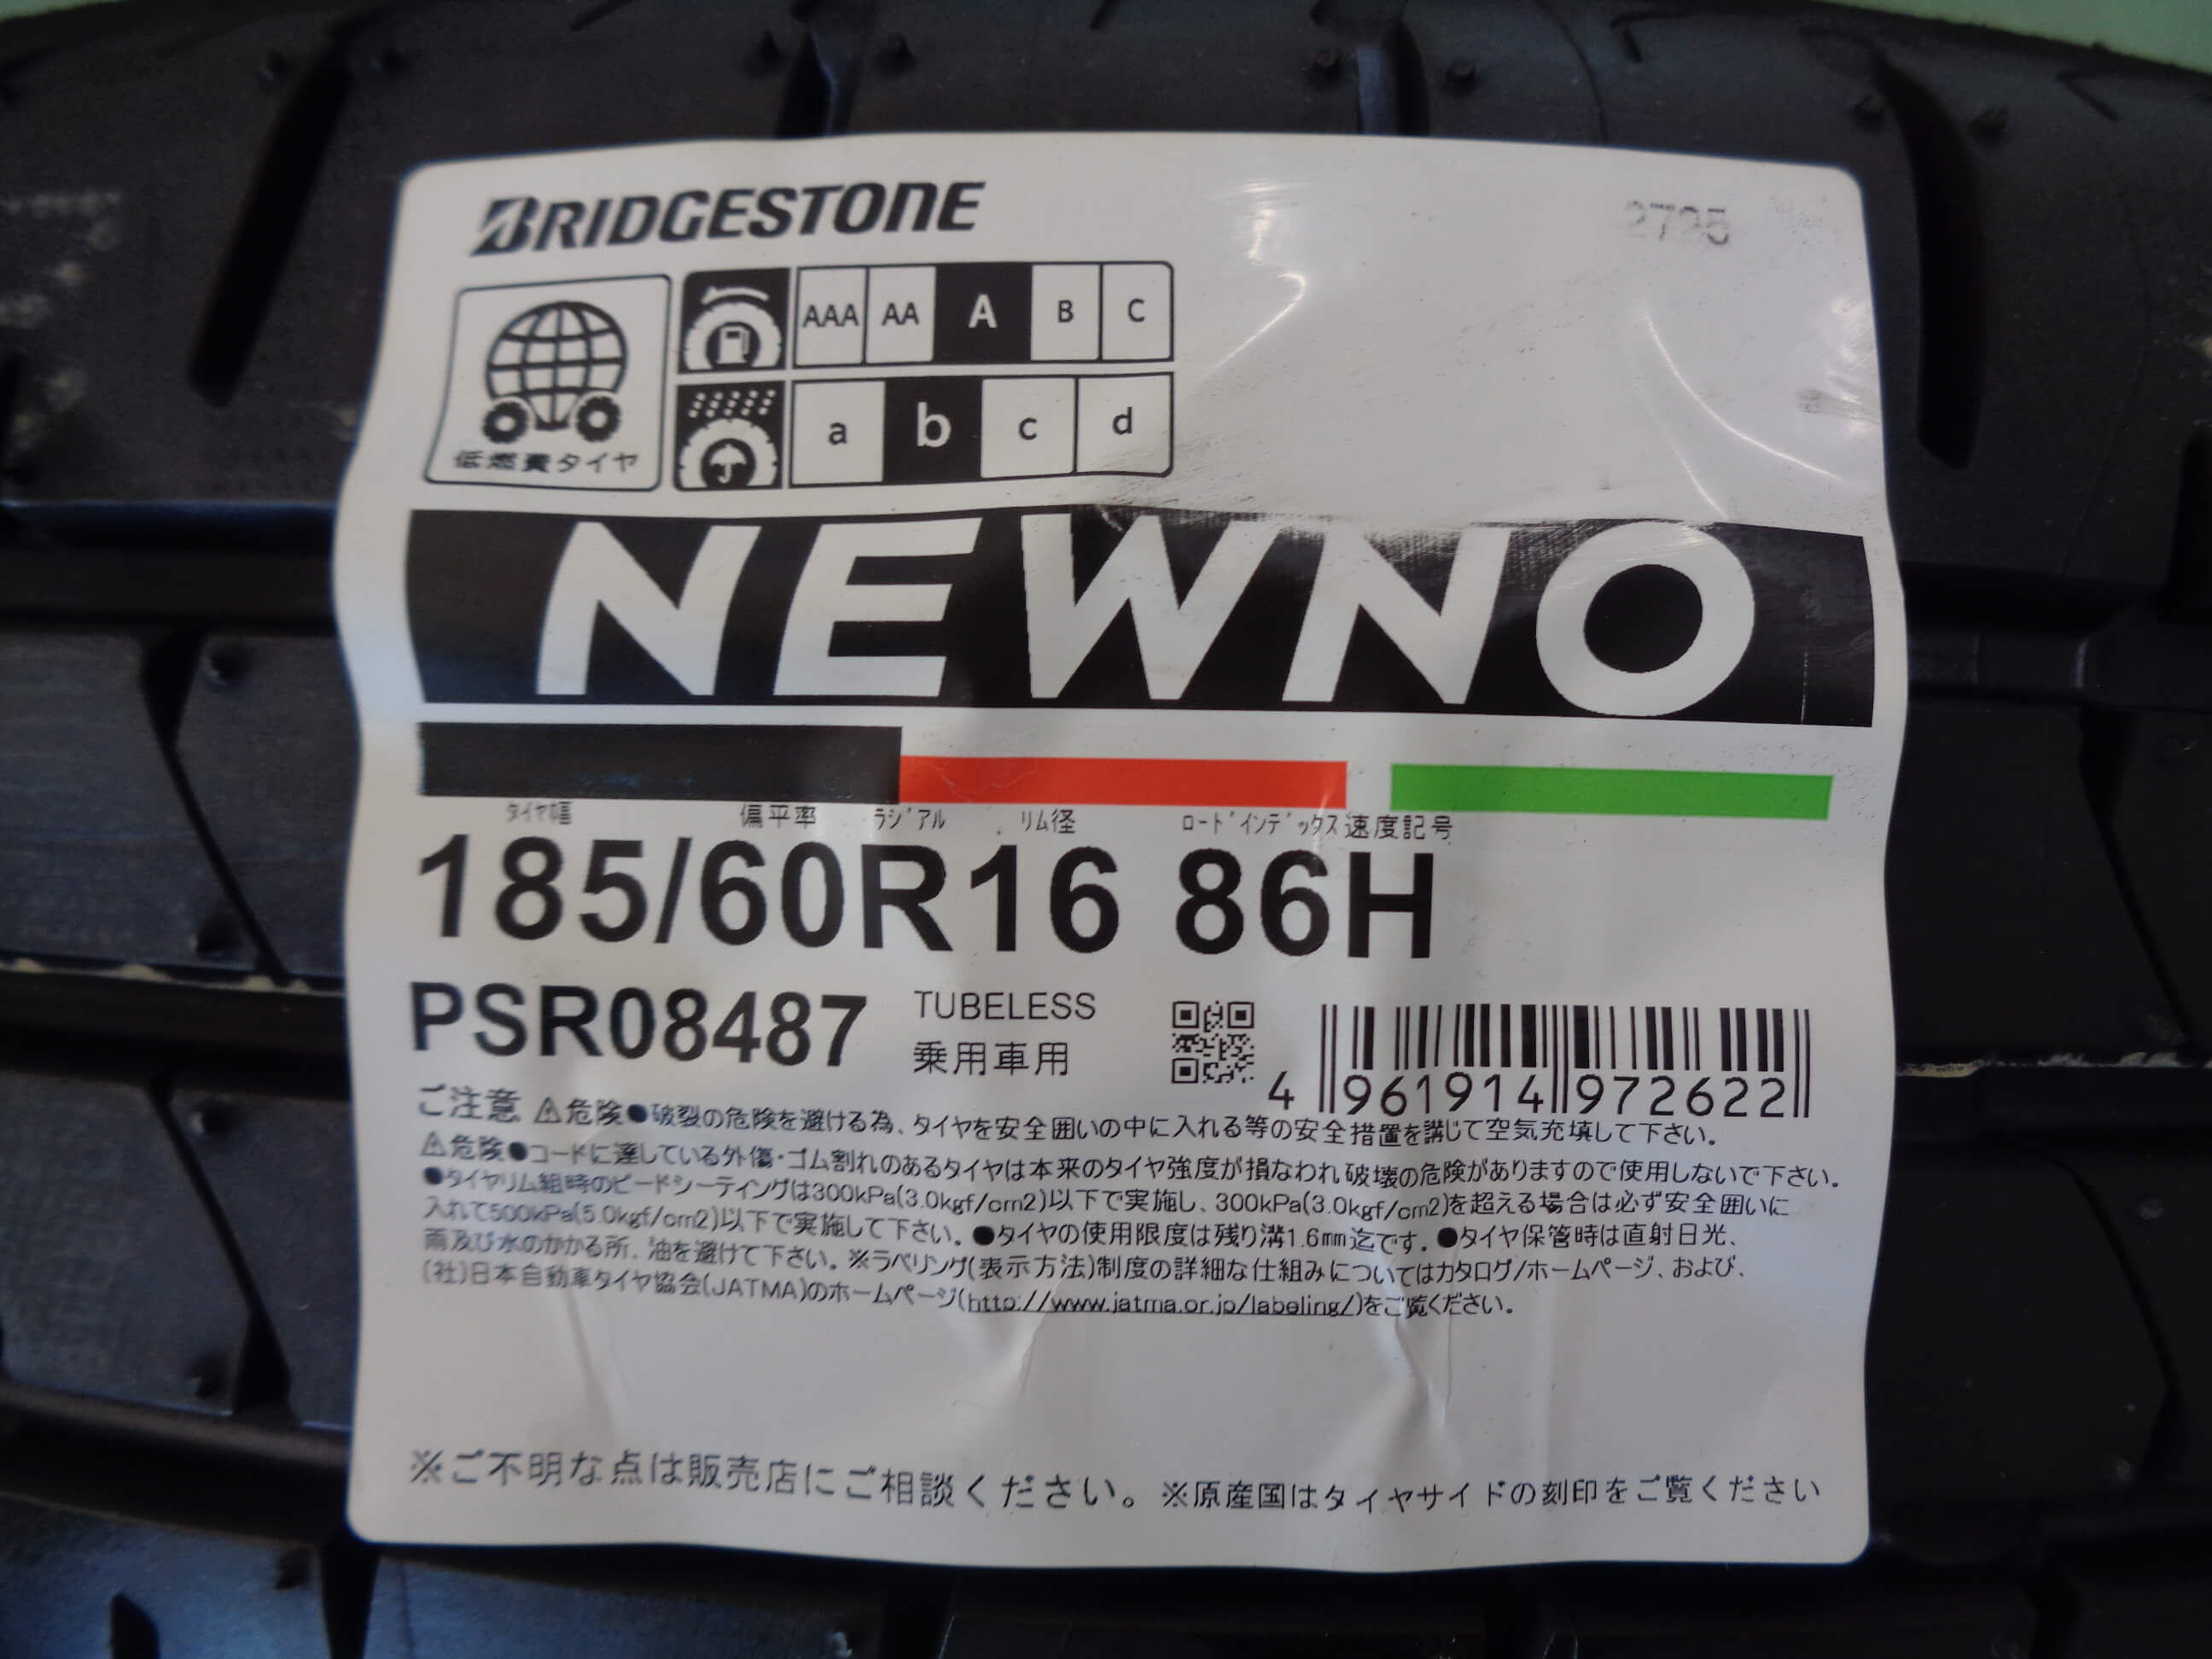 BRIDGESTONE
低燃費タイヤ
AAA AA A B C
a b c d
NEWNO
タイヤ幅 偏平率 ラジアル リム径 ロードインデックス 速度記号
185/60R16 86H
PSR08487 TUBELESS
乗用車用
4 961914 972622
ご注意 ⚠危険●破裂の危険を避ける為、タイヤを安全囲いの中に入れる等の安全措置を講じて空気充填して下さい。
⚠危険●コードに達している外傷・ゴム割れのあるタイヤは本来のタイヤ強度が損なわれ破壊の危険がありますので使用しないで下さい。
●タイヤリム組時のビードシーティングは300kPa(3.0kgf/cm2)以下で実施し、300kPa(3.0kgf/cm2)を超える場合は必ず安全囲いに
入れて500kPa(5.0kgf/cm2)以下で実施して下さい。●タイヤの使用限度は残り溝1.6mm迄です。●タイヤ保管時は直射日光、
雨及び水のかかる所、油を避けて下さい。※ラベリング(表示方法)制度の詳細な仕組みについてはカタログ/ホームページ、および、
(社)日本自動車タイヤ協会(JATMA)のホームページ(http://www.jatma.or.jp/labeling/)をご覧ください。
※ご不明な点は販売店にご相談ください。※原産国はタイヤサイドの刻印をご覧ください